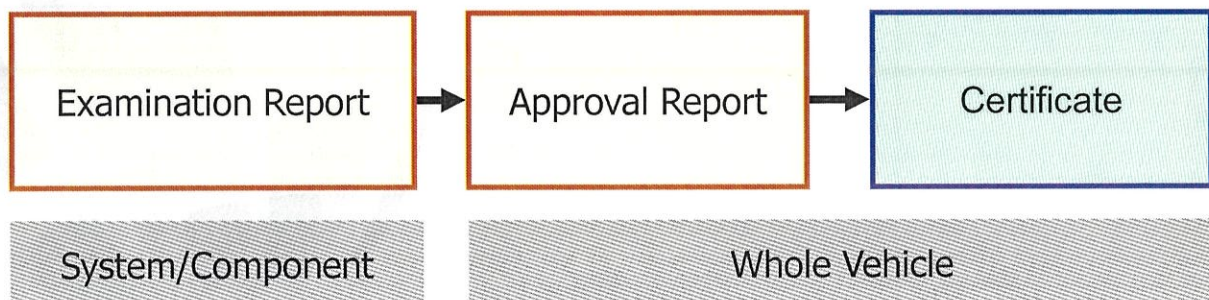 Examination Report
Approval Report
Certificate
System/Component
Whole Vehicle